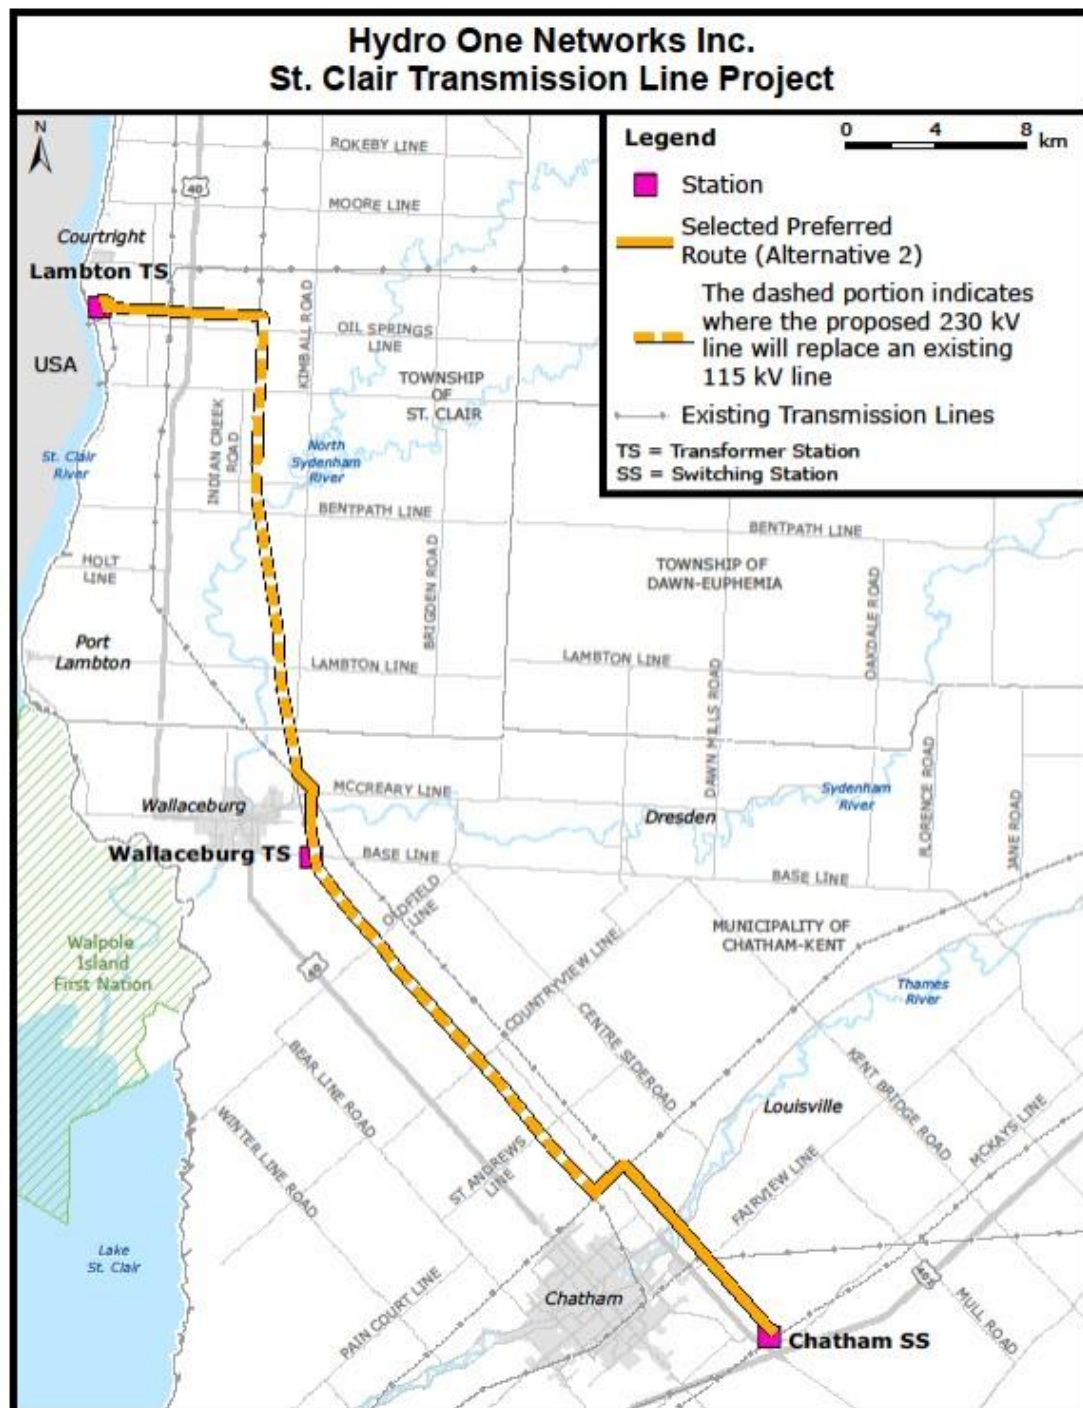 Hydro One Networks Inc.
St. Clair Transmission Line Project
N
Legend
0 4 8 km
Station
Selected Preferred
Route (Alternative 2)
The dashed portion indicates
where the proposed 230 kV
line will replace an existing
115 kV line
Existing Transmission Lines
TS = Transformer Station
SS = Switching Station
ROKEBY LINE
40
MOORE LINE
Courtright
Lambton TS
KIMBALL ROAD
OIL SPRINGS
LINE
USA
TOWNSHIP
OF
ST. CLAIR
INDIAN CREEK
ROAD
North
Sydenham
River
St. Clair
River
BENTPATH LINE
BENTPATH LINE
HOLT
LINE
BRIGDEN ROAD
TOWNSHIP OF
DAWN-EUPHEMIA
OAKDALE ROAD
Port
Lambton
LAMBTON LINE
LAMBTON LINE
DAWN MILLS ROAD
FLORENCE ROAD
JANE ROAD
MCCREARY LINE
Wallaceburg
Dresden
Sydenham
River
Wallaceburg TS
BASE LINE
BASE LINE
OLDFIELD
LINE
MUNICIPALITY OF
CHATHAM-KENT
Walpole
Island
First Nation
40
COUNTRYVIEW LINE
Thames
River
CENTRE SIDEROAD
BEAR LINE ROAD
KENT BRIDGE ROAD
Louisville
MCKAYS LINE
WINTER LINE ROAD
ST ANDREWS
LINE
FAIRVIEW LINE
Lake
St. Clair
PAIN COURT LINE
Chatham
401
MULL ROAD
Chatham SS